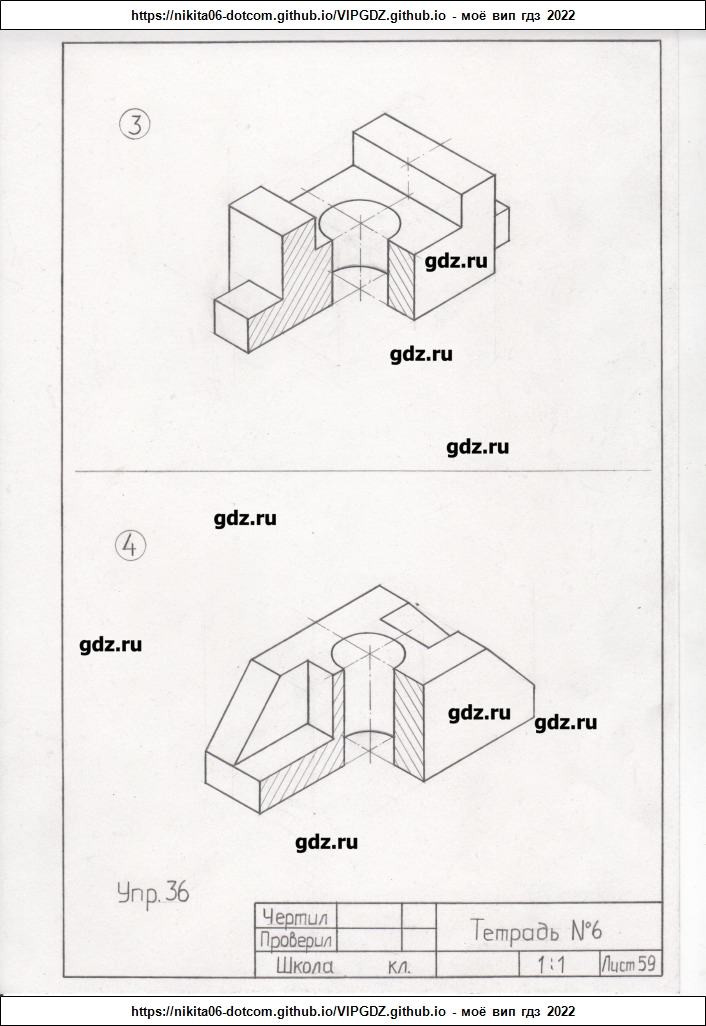 https://nikita06-dotcom.github.io/VIPGDZ.github.io - моё вип гдз 2022
3
gdz.ru
gdz.ru
gdz.ru
gdz.ru
4
gdz.ru
gdz.ru
gdz.ru
gdz.ru
Упр. 36
Чертил
Тетрадь №6
Проверил
Школа кл.
1:1
Лист 59
https://nikita06-dotcom.github.io/VIPGDZ.github.io - моё вип гдз 2022